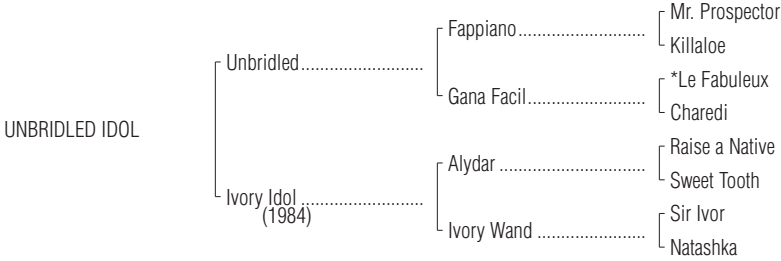 Mr. Prospector
Fappiano
Killaloe
Unbridled
*Le Fabuleux
Gana Facil
Charedi
UNBRIDLED IDOL
Raise a Native
Alydar
Sweet Tooth
Ivory Idol
(1984)
Sir Ivor
Ivory Wand
Natashka